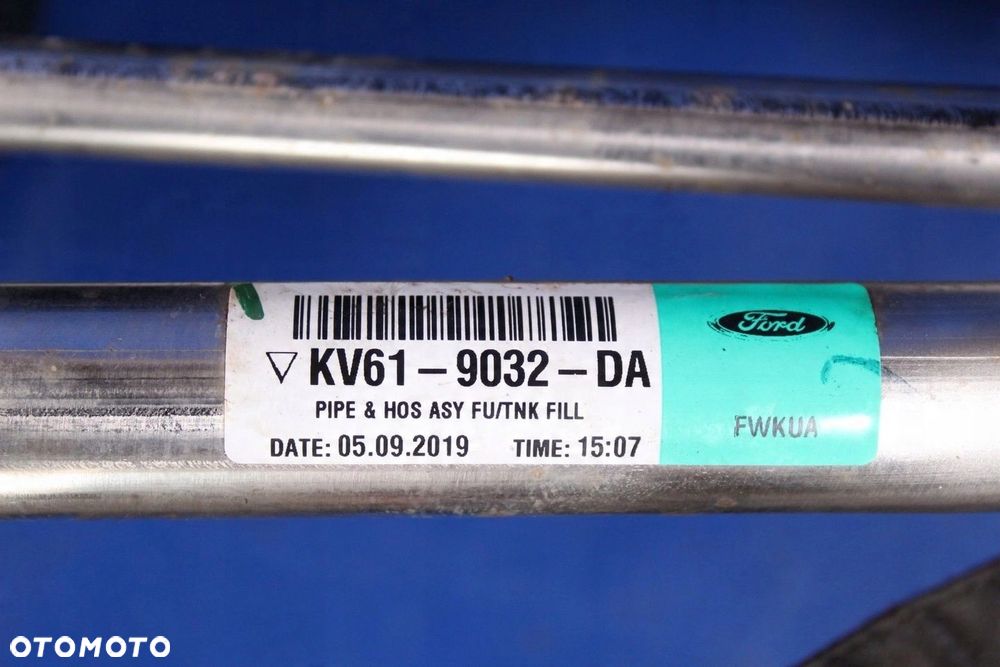 Ford
▽ KV61-9032-DA
PIPE & HOS ASY FU/TNK FILL
FWKUA
DATE: 05.09.2019 TIME: 15:07
OTOMOTO